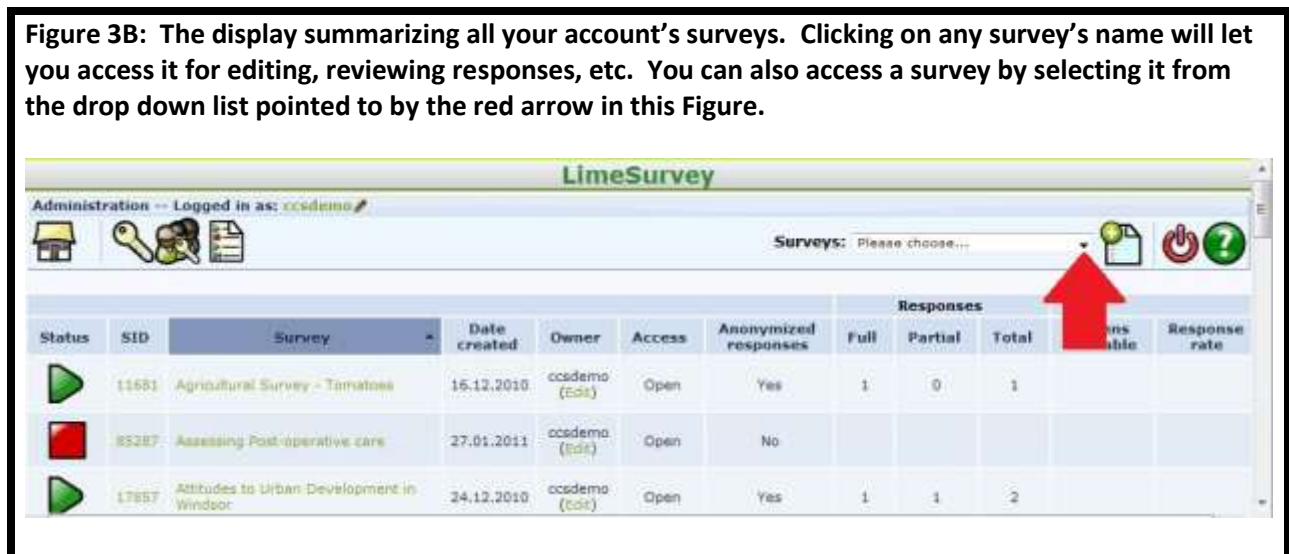 Figure 3B:  The display summarizing all your account’s surveys.  Clicking on any survey’s name will let
you access it for editing, reviewing responses, etc.  You can also access a survey by selecting it from
the drop down list pointed to by the red arrow in this Figure.
LimeSurvey
Administration -- Logged in as: ccsdemo
Surveys: Please choose...
Responses
Status SID Survey Date created Owner Access Anonymized responses Full Partial Total Response rate
11681 Agricultural Survey - Tomatoes 16.12.2010 ccsdemo (Edit) Open Yes 1 0 1
85287 Assessing Post-operative care 27.01.2011 ccsdemo (Edit) Open No
17857 Attitudes to Urban Development in Windsor 24.12.2010 ccsdemo (Edit) Open Yes 1 1 2